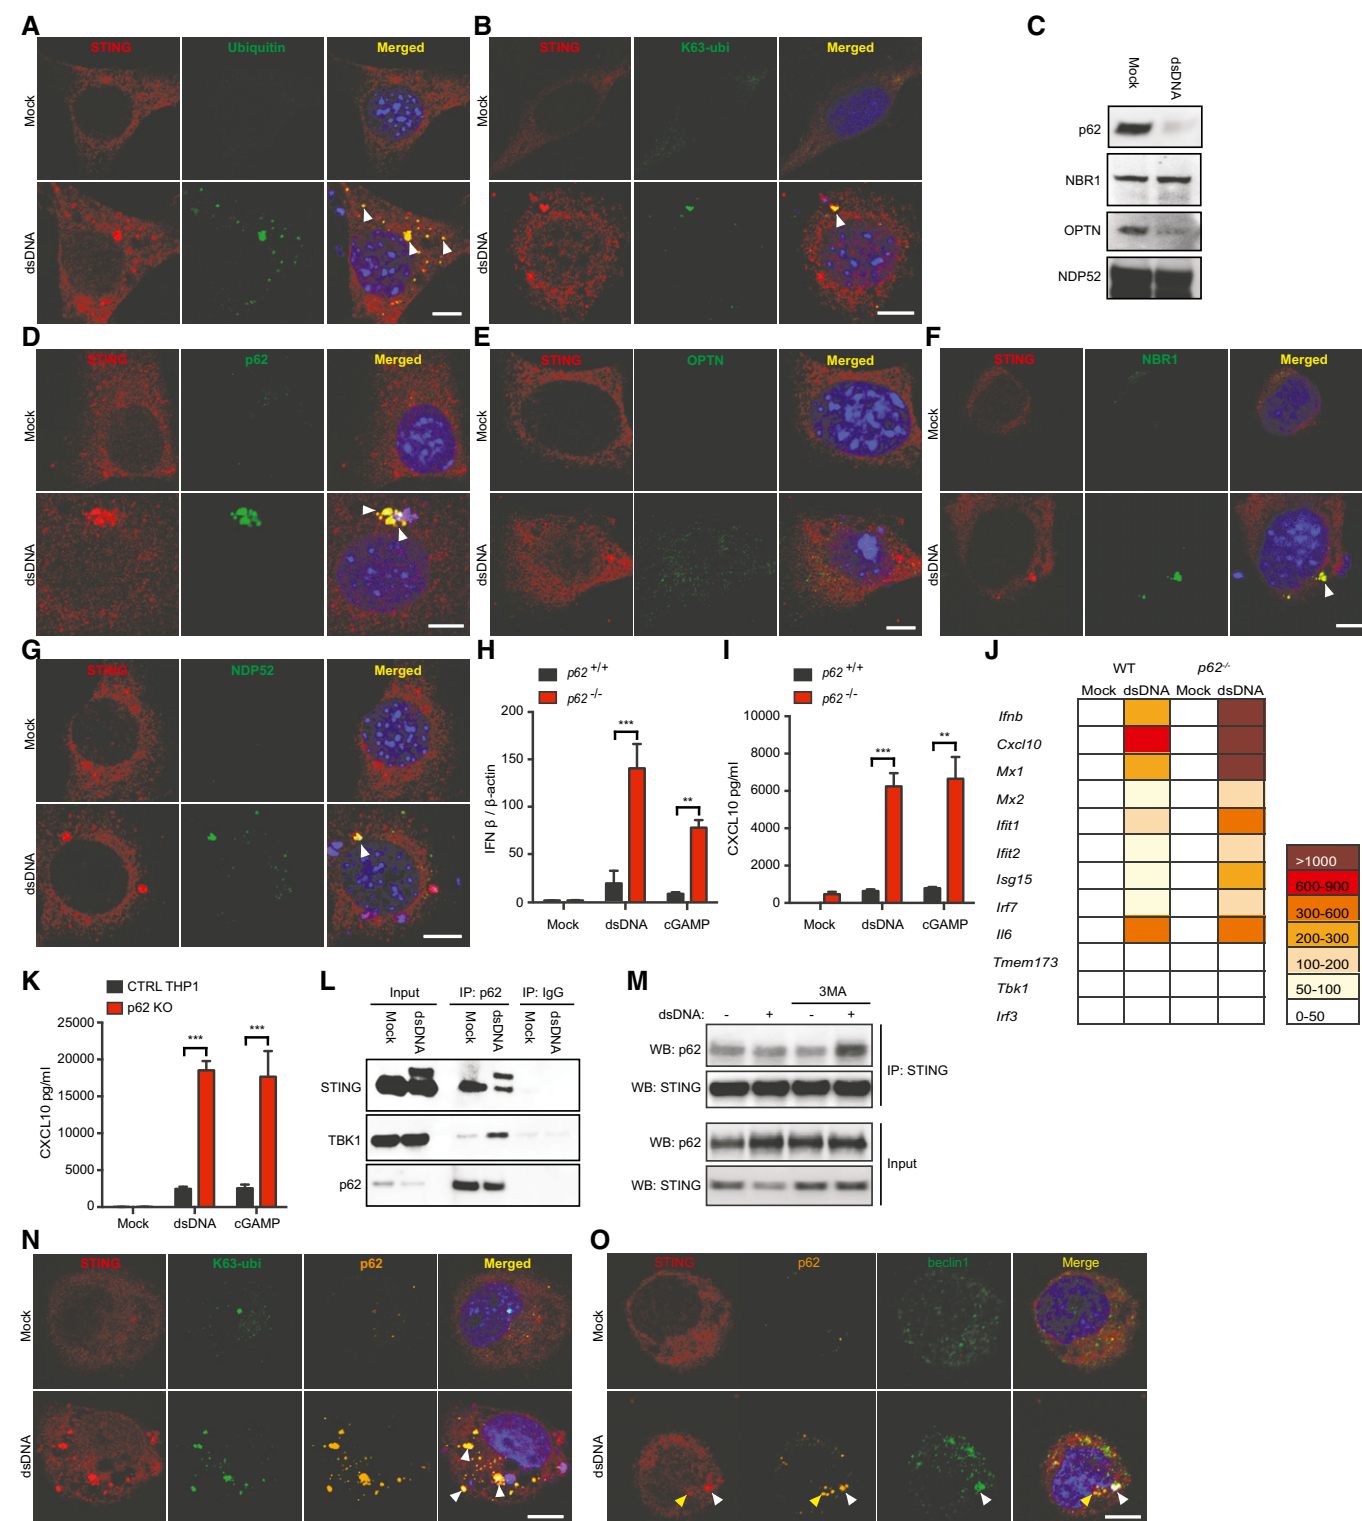 A
STING Ubiquitin Merged
Mock
dsDNA
B
STING K63-ubi Merged
Mock
dsDNA
C
Mock dsDNA
p62
NBR1
OPTN
NDP52
D
STING p62 Merged
Mock
dsDNA
E
STING OPTN Merged
Mock
dsDNA
F
STING NBR1 Merged
Mock
dsDNA
G
STING NDP52 Merged
Mock
dsDNA
H
p62 +/+
p62 -/-
IFN β / β-actin
200
150
100
50
0
*** **
Mock dsDNA cGAMP
I
p62 +/+
p62 -/-
CXCL10 pg/ml
10000
8000
6000
4000
2000
0
*** **
Mock dsDNA cGAMP
J
WT p62-/-
Mock dsDNA Mock dsDNA
Ifnb
Cxcl10
Mx1
Mx2
Ifit1
Ifit2
Isg15
Irf7
Il6
Tmem173
Tbk1
Irf3
>1000
600-900
300-600
200-300
100-200
50-100
0-50
K
CTRL THP1
p62 KO
CXCL10 pg/ml
25000
20000
15000
10000
5000
0
*** ***
Mock dsDNA cGAMP
L
Input IP: p62 IP: IgG
Mock dsDNA Mock dsDNA Mock dsDNA
STING
TBK1
p62
M
3MA
dsDNA: - + - +
WB: p62
WB: STING
IP: STING
WB: p62
WB: STING
Input
N
STING K63-ubi p62 Merged
Mock
dsDNA
O
STING p62 beclin1 Merge
Mock
dsDNA